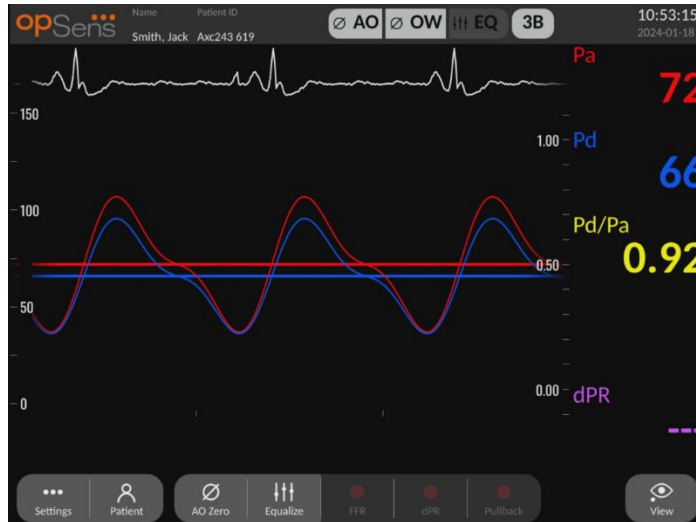 opSens
Name Patient ID
Smith, Jack Axc243 619
Ø AO Ø OW EQ 3B
10:53:15
2024-01-18
Pa
72
150
1.00
Pd
66
100
Pd/Pa
0.92
0.50
50
0.00
dPR
0
---
Settings Patient AO Zero Equalize FFR dPR Pullback View